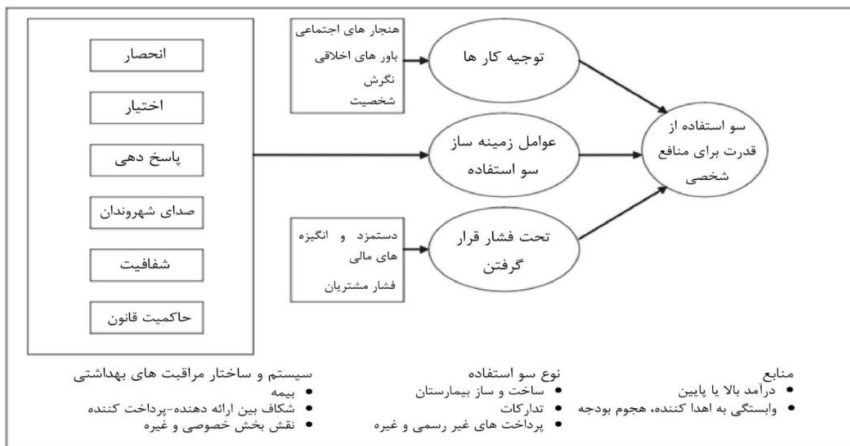 انحصار
اختیار
پاسخ دهی
صدای شهروندان
شفافیت
حاکمیت قانون
هنجار های اجتماعی
باور های اخلاقی
نگرش
شخصیت
دستمزد و انگیزه
های مالی
فشار مشتریان
توجیه کار ها
عوامل زمینه ساز
سو استفاده
تحت فشار قرار
گرفتن
سو استفاده از
قدرت برای منافع
شخصی
منابع
• درآمد بالا یا پایین
• وابستگی به اهدا کننده، هجوم بودجه
نوع سو استفاده
• ساخت و ساز بیمارستان
• تدارکات
• پرداخت های غیر رسمی و غیره
سیستم و ساختار مراقبت های بهداشتی
• بیمه
• شکاف بین ارائه دهنده-پرداخت کننده
• نقش بخش خصوصی و غیره